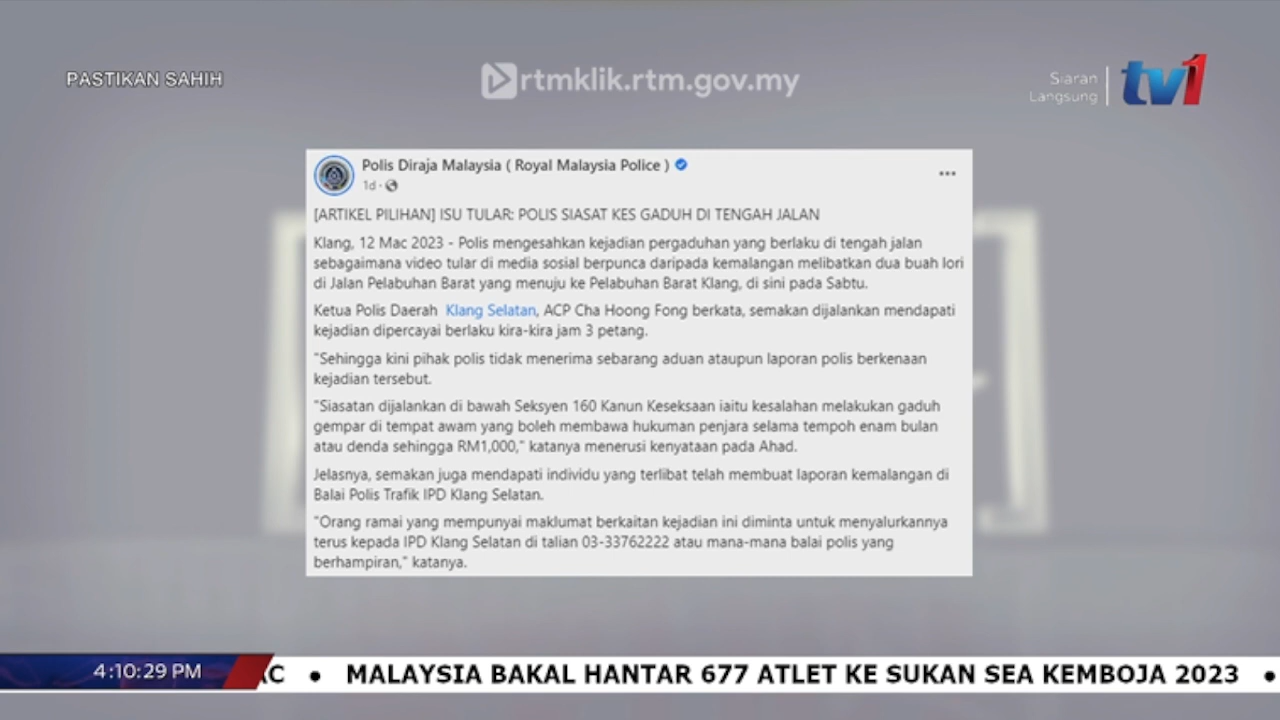 PASTIKAN SAHIH
rtmklik.rtm.gov.my
Siaran
Langsung
tv1
Polis Diraja Malaysia ( Royal Malaysia Police )
1d
[ARTIKEL PILIHAN] ISU TULAR: POLIS SIASAT KES GADUH DI TENGAH JALAN
Klang, 12 Mac 2023 - Polis mengesahkan kejadian pergaduhan yang berlaku di tengah jalan
sebagaimana video tular di media sosial berpunca daripada kemalangan melibatkan dua buah lori
di Jalan Pelabuhan Barat yang menuju ke Pelabuhan Barat Klang, di sini pada Sabtu.
Ketua Polis Daerah Klang Selatan, ACP Cha Hoong Fong berkata, semakan dijalankan mendapati
kejadian dipercayai berlaku kira-kira jam 3 petang.
"Sehingga kini pihak polis tidak menerima sebarang aduan ataupun laporan polis berkenaan
kejadian tersebut.
"Siasatan dijalankan di bawah Seksyen 160 Kanun Keseksaan iaitu kesalahan melakukan gaduh
gempar di tempat awam yang boleh membawa hukuman penjara selama tempoh enam bulan
atau denda sehingga RM1,000," katanya menerusi kenyataan pada Ahad.
Jelasnya, semakan juga mendapati individu yang terlibat telah membuat laporan kemalangan di
Balai Polis Trafik IPD Klang Selatan.
"Orang ramai yang mempunyai maklumat berkaitan kejadian ini diminta untuk menyalurkannya
terus kepada IPD Klang Selatan di talian 03-33762222 atau mana-mana balai polis yang
berhampiran," katanya.
4:10:29 PM
AC • MALAYSIA BAKAL HANTAR 677 ATLET KE SUKAN SEA KEMBOJA 2023 •